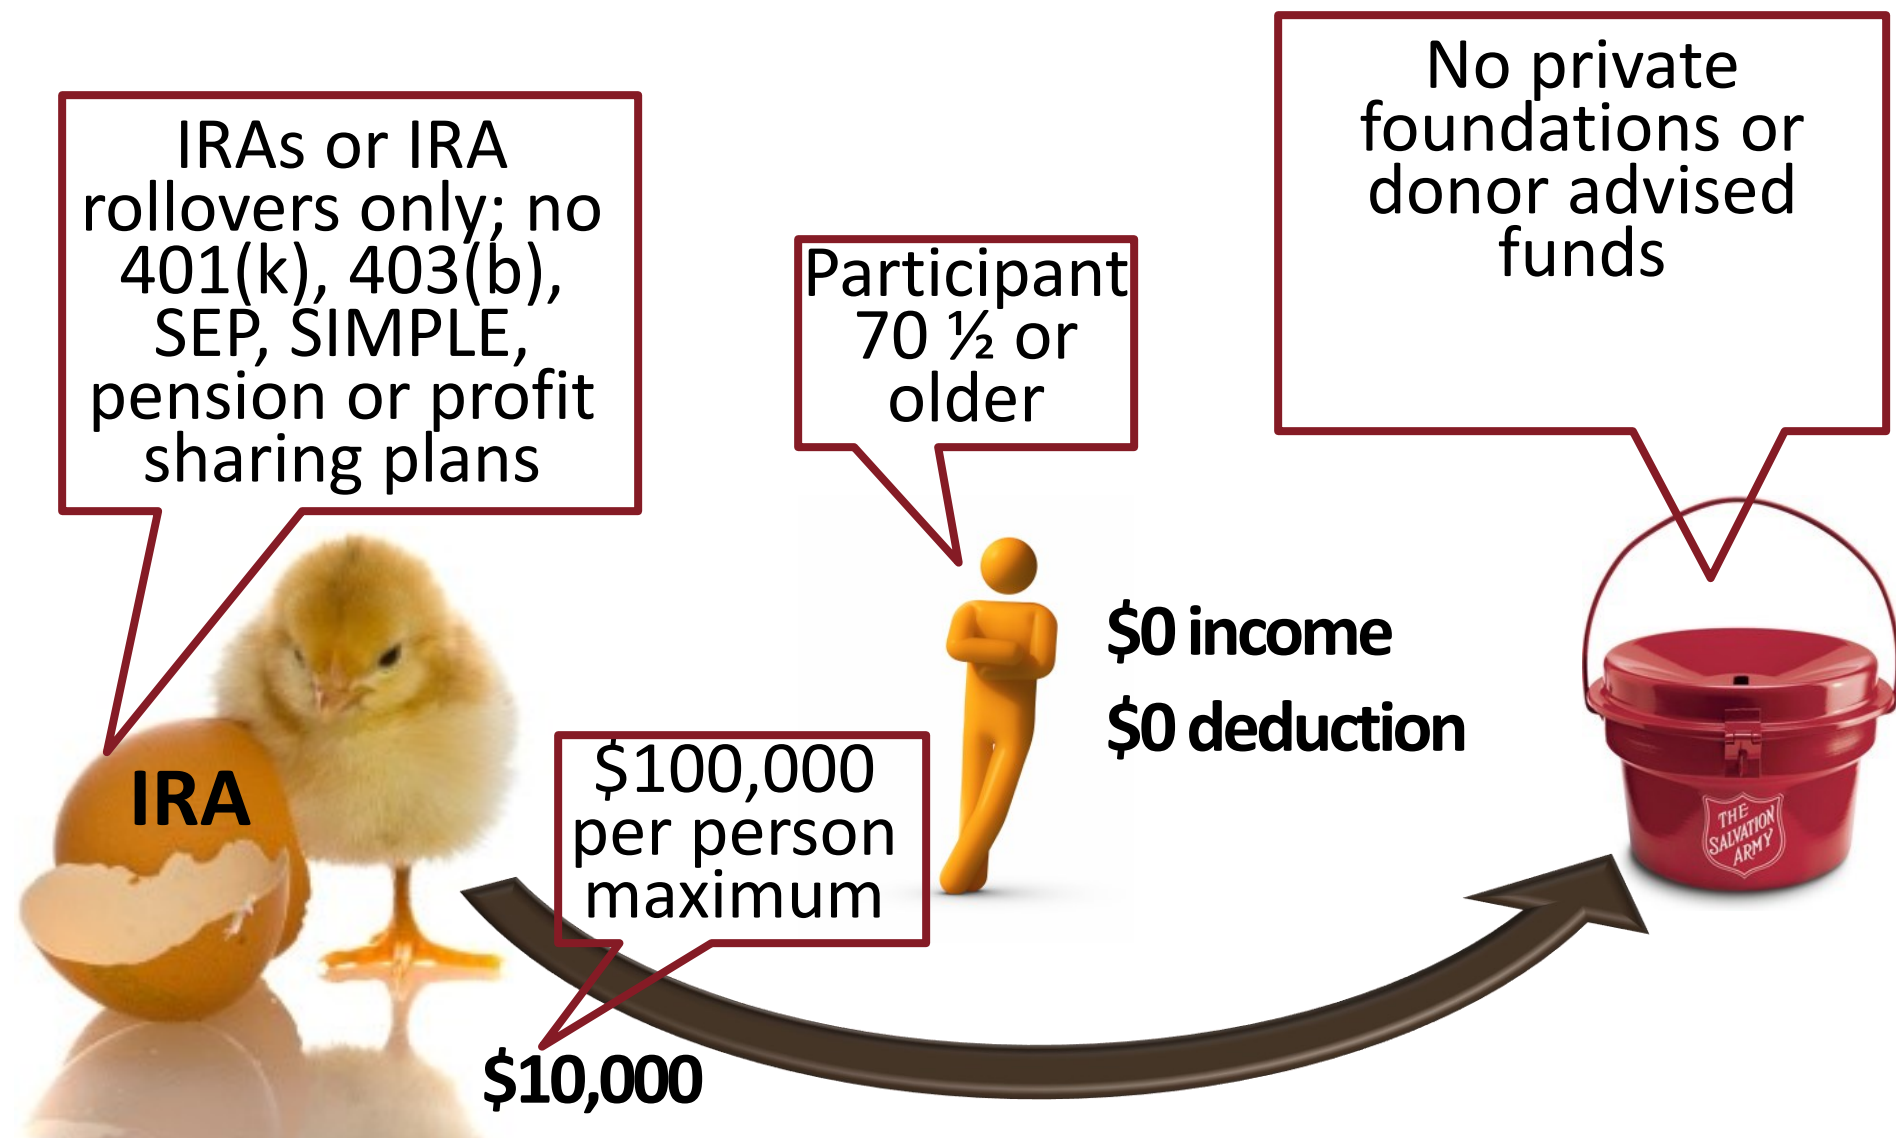 IRAs or IRA
rollovers only; no
401(k), 403(b),
SEP, SIMPLE,
pension or profit
sharing plans
Participant
70 ½ or
older
No private
foundations or
donor advised
funds
$0 income
$0 deduction
IRA
$100,000
per person
maximum
$10,000
THE
SALVATION
ARMY